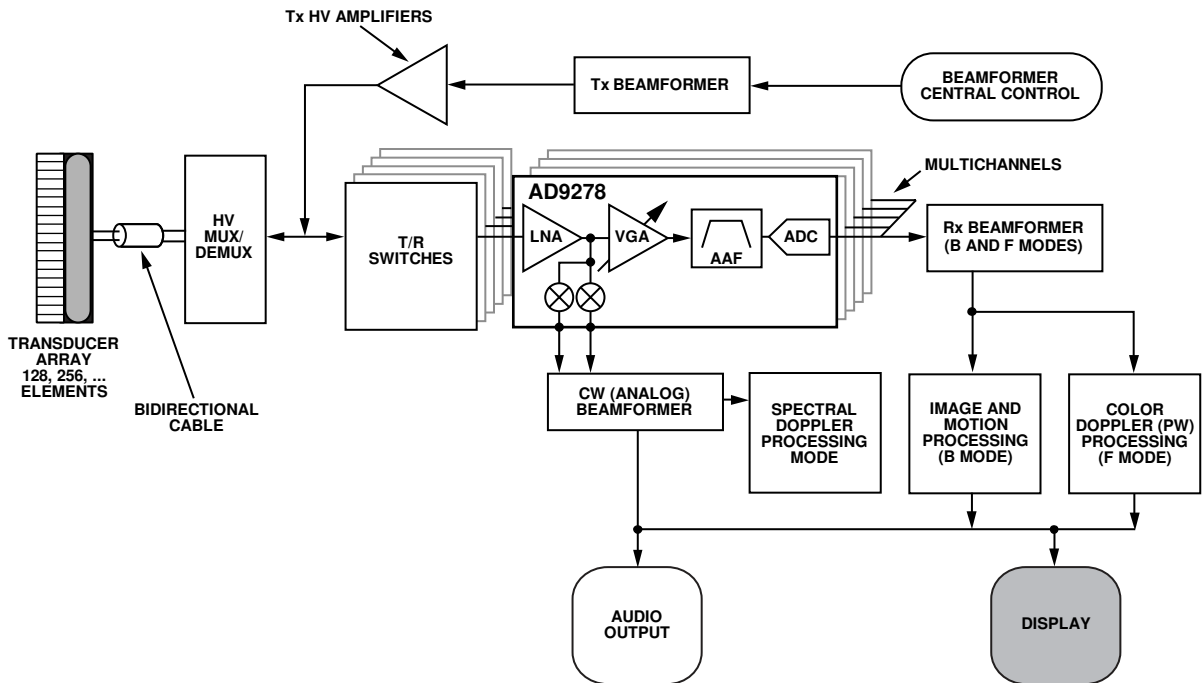 Tx HV AMPLIFIERS
Tx BEAMFORMER
BEAMFORMER
CENTRAL CONTROL
MULTICHANNELS
HV
MUX/
DEMUX
T/R
SWITCHES
AD9278
LNA
VGA
AAF
ADC
Rx BEAMFORMER
(B AND F MODES)
TRANSDUCER
ARRAY
128, 256, ...
ELEMENTS
BIDIRECTIONAL
CABLE
CW (ANALOG)
BEAMFORMER
SPECTRAL
DOPPLER
PROCESSING
MODE
IMAGE AND
MOTION
PROCESSING
(B MODE)
COLOR
DOPPLER (PW)
PROCESSING
(F MODE)
AUDIO
OUTPUT
DISPLAY